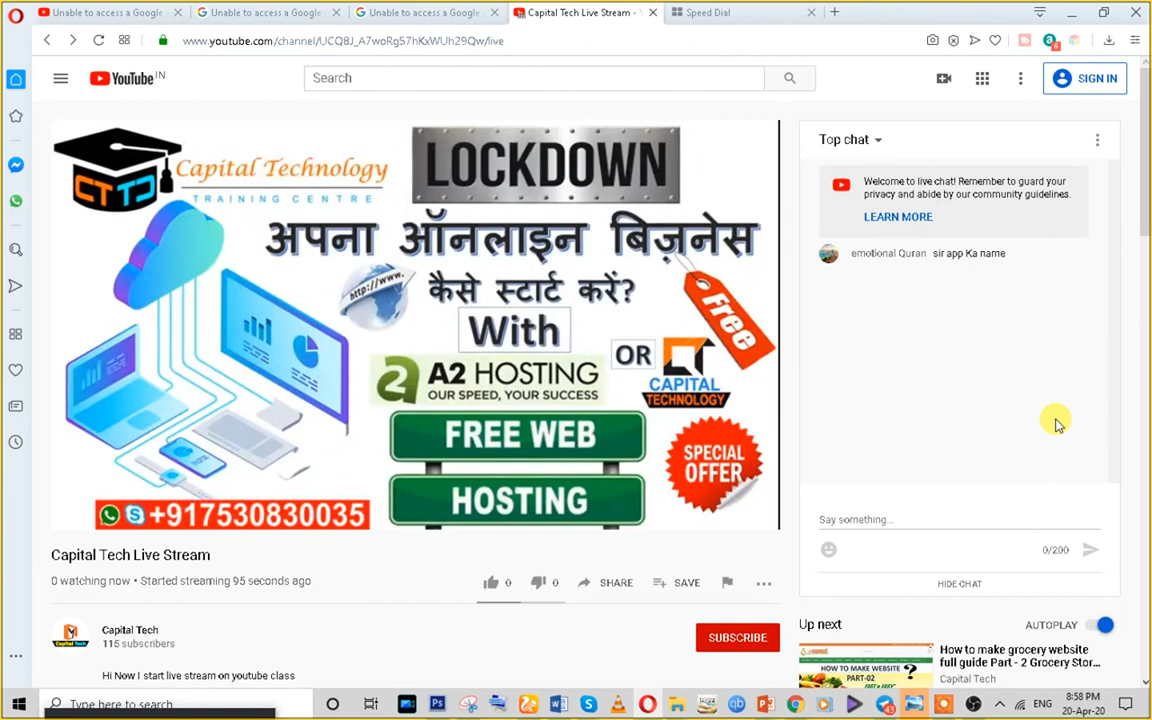 Unable to access a Google
Unable to access a Google
Unable to access a Google
Capital Tech Live Stream -
Speed Dial
www.youtube.com/channel/UCQ8J_A7woRg57hKxWUh29Qw/live
6
YouTube IN
Search
SIGN IN
CTTC
Capital Technology
TRAINING CENTRE
LOCKDOWN
अपना ऑनलाइन बिज़नेस
http://www.
कैसे स्टार्ट करें?
Free
With
A2 HOSTING
OUR SPEED, YOUR SUCCESS
OR
CAPITAL
TECHNOLOGY
FREE WEB
HOSTING
SPECIAL
OFFER
+917530830035
Top chat
Welcome to live chat! Remember to guard your
privacy and abide by our community guidelines.
LEARN MORE
emotional Quran sir app Ka name
Say something...
0/200
HIDE CHAT
Capital Tech Live Stream
0 watching now • Started streaming 95 seconds ago
0
0
SHARE
SAVE
Capital Tech
115 subscribers
SUBSCRIBE
Hi Now I start live stream on youtube class
Up next
AUTOPLAY
WEBSITE ?
PART-02
How to make grocery website
full guide Part - 2 Grocery Stor...
Capital Tech
Type here to search
ENG
8:58 PM
20-Apr-20